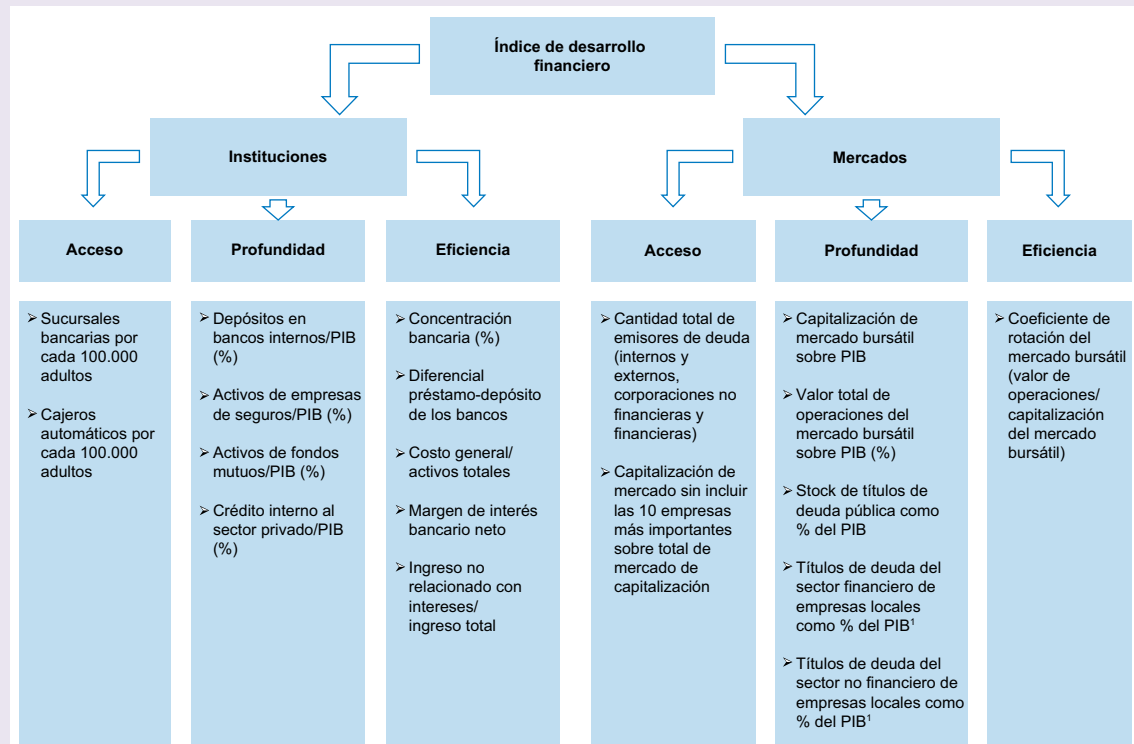 Índice de desarrollo
financiero
Instituciones
Mercados
Acceso
Profundidad
Eficiencia
Acceso
Profundidad
Eficiencia
➢ Sucursales
bancarias por
cada 100.000
adultos
➢ Cajeros
automáticos por
cada 100.000
adultos
➢ Depósitos en
bancos internos/PIB
(%)
➢ Activos de empresas
de seguros/PIB (%)
➢ Activos de fondos
mutuos/PIB (%)
➢ Crédito interno al
sector privado/PIB
(%)
➢ Concentración
bancaria (%)
➢ Diferencial
préstamo-depósito
de los bancos
➢ Costo general/
activos totales
➢ Margen de interés
bancario neto
➢ Ingreso no
relacionado con
intereses/
ingreso total
➢ Cantidad total de
emisores de deuda
(internos y
externos,
corporaciones no
financieras y
financieras)
➢ Capitalización de
mercado sin incluir
las 10 empresas
más importantes
sobre total de
mercado de
capitalización
➢ Capitalización de
mercado bursátil
sobre PIB
➢ Valor total de
operaciones del
mercado bursátil
sobre PIB (%)
➢ Stock de títulos de
deuda pública como
% del PIB
➢ Títulos de deuda del
sector financiero de
empresas locales
como % del PIB¹
➢ Títulos de deuda del
sector no financiero de
empresas locales como
% del PIB¹
➢ Coeficiente de
rotación del
mercado bursátil
(valor de
operaciones/
capitalización
del mercado
bursátil)